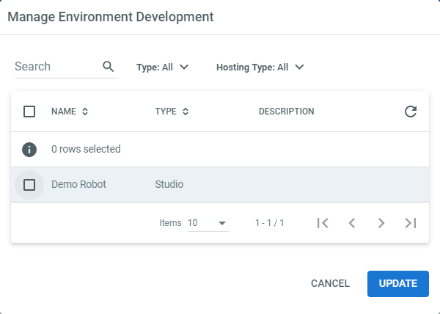 Manage Environment Development
Search Type: All Hosting Type: All
NAME TYPE DESCRIPTION
0 rows selected
Demo Robot Studio
Items 10 1 - 1 / 1
CANCEL UPDATE